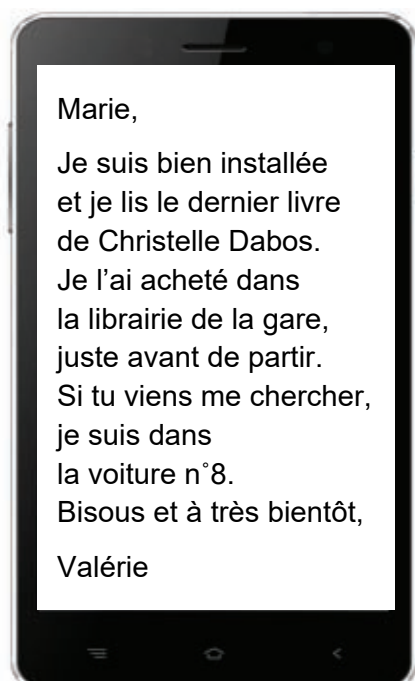 Marie,
Je suis bien installée
et je lis le dernier livre
de Christelle Dabos.
Je l’ai acheté dans
la librairie de la gare,
juste avant de partir.
Si tu viens me chercher,
je suis dans
la voiture n°8.
Bisous et à très bientôt,
Valérie